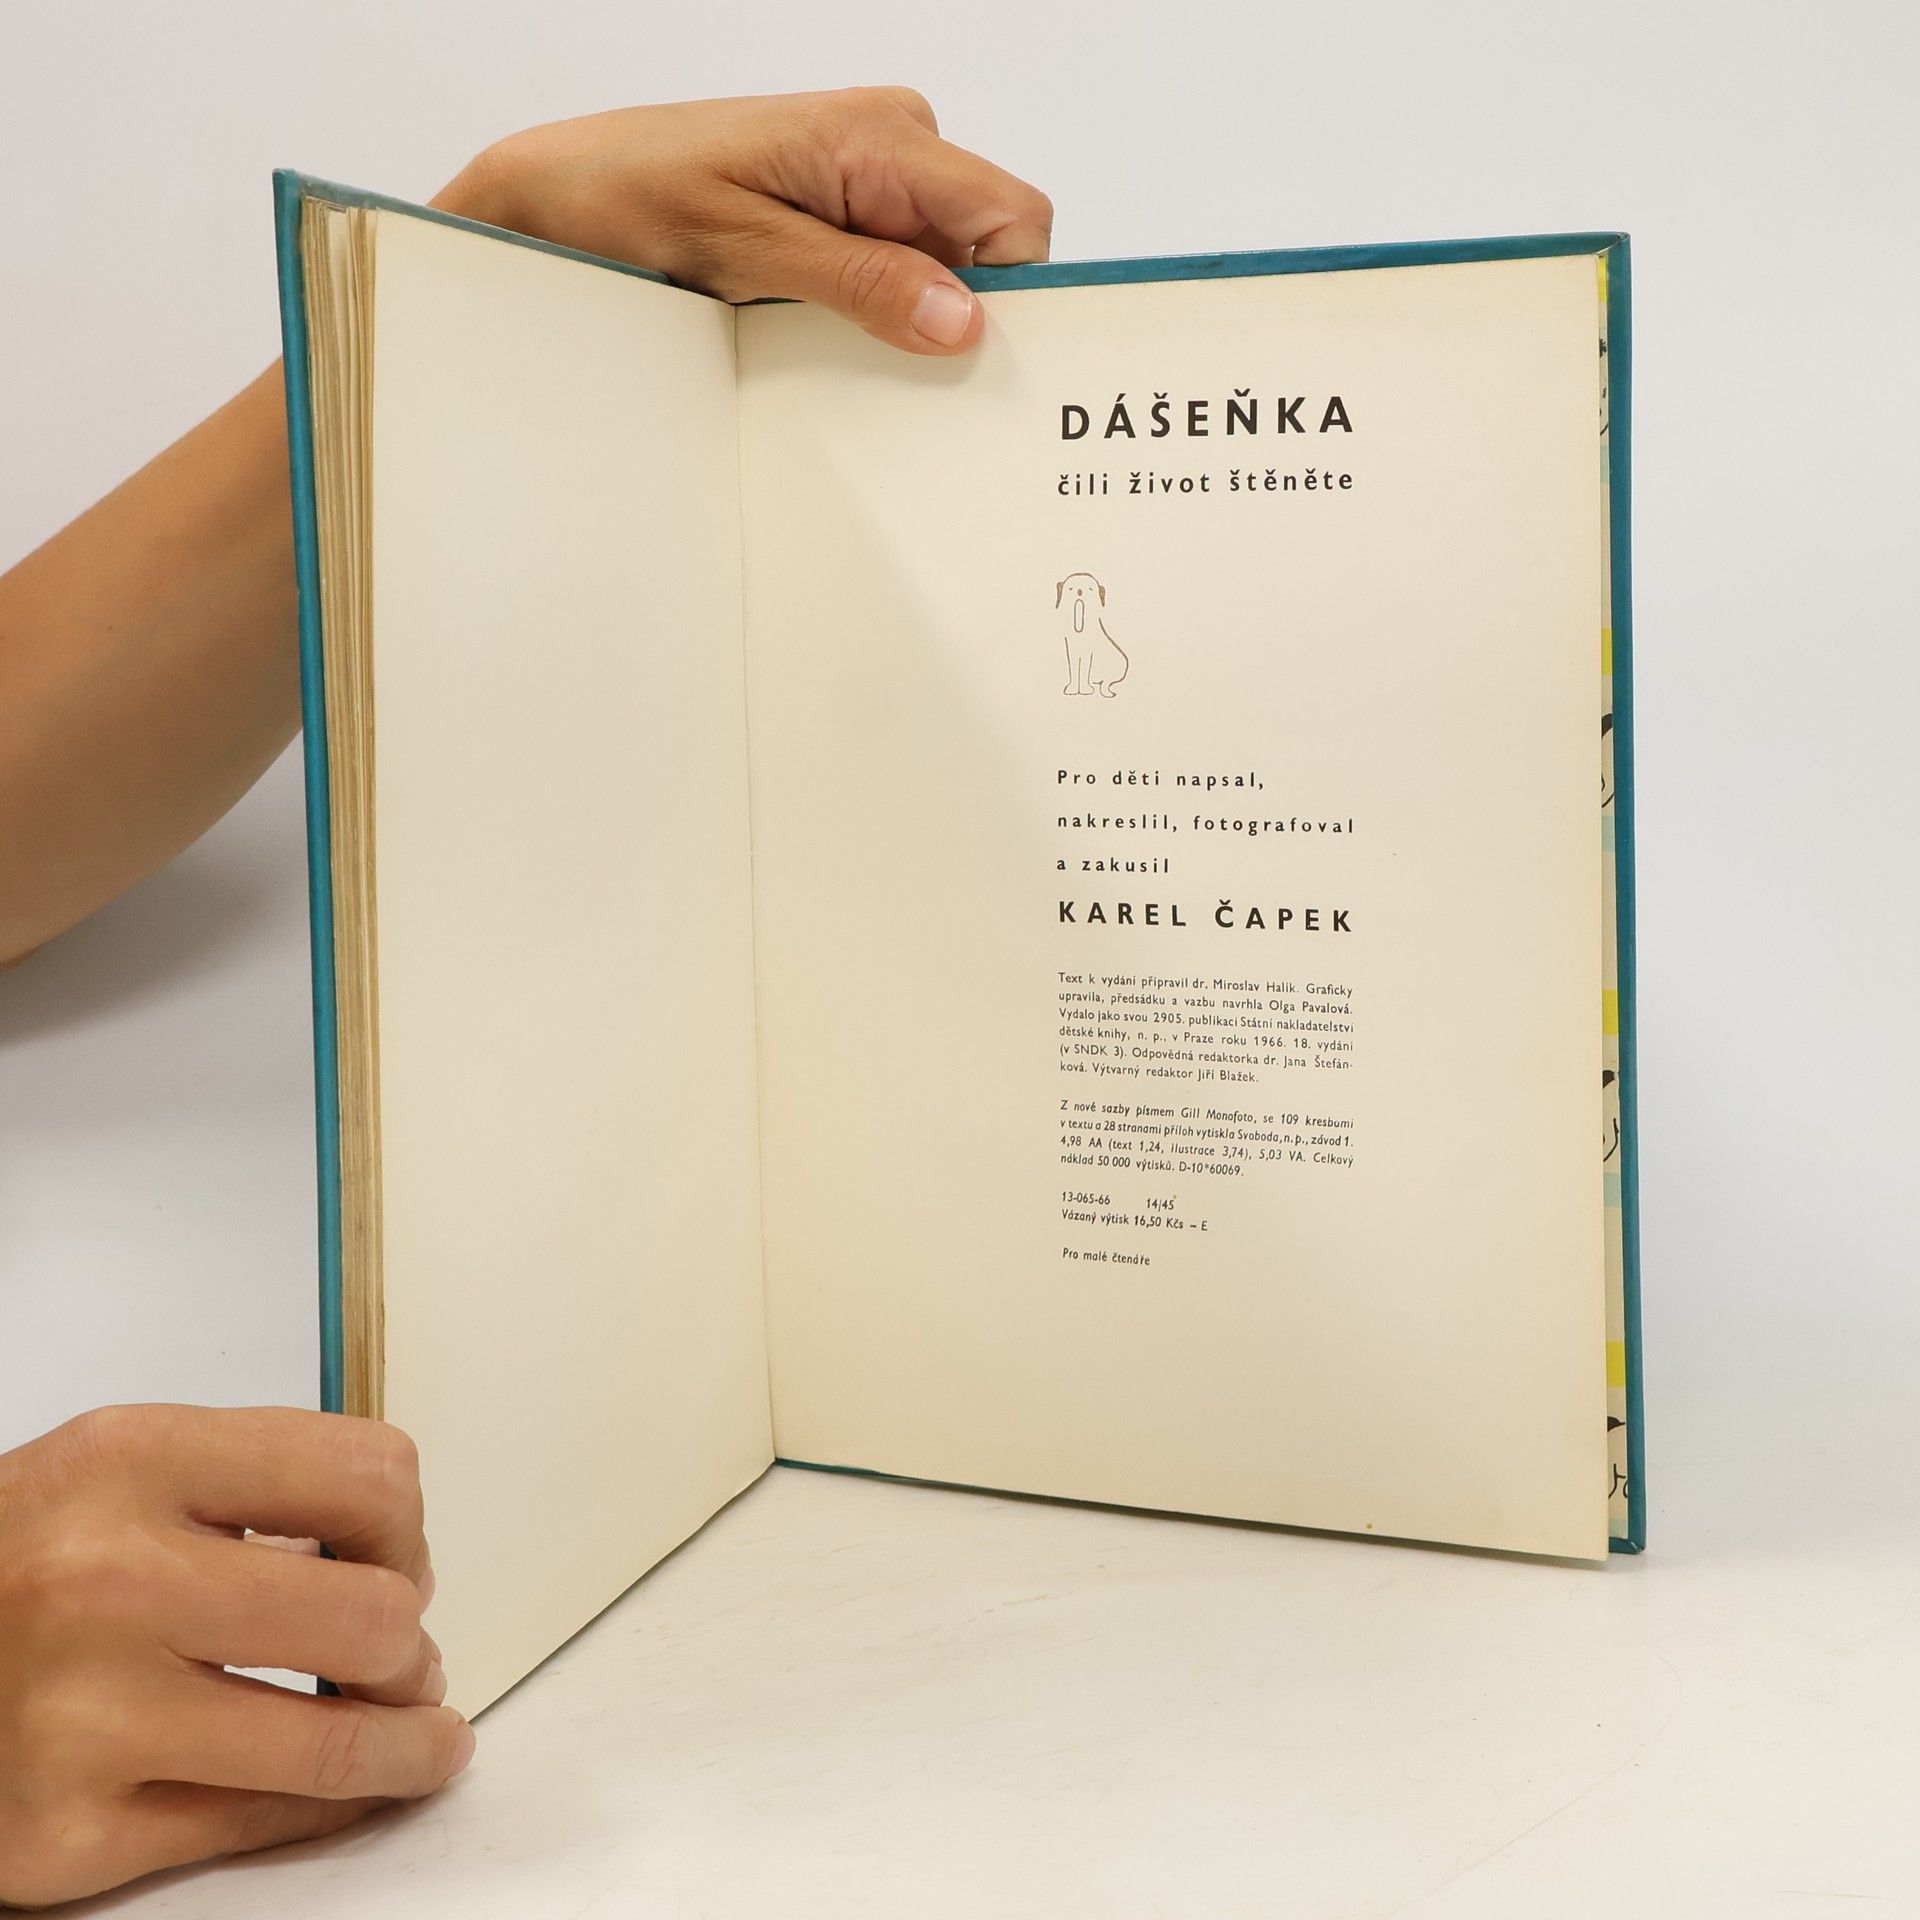 DÁŠEŇKA
čili život štěněte
Pro děti napsal,
nakreslil, fotografoval
a zakusil
KAREL ČAPEK
Text k vydání připravil dr. Miroslav Halík. Graficky
upravila, předsádku a vazbu navrhla Olga Pavalová.
Vydalo jako svou 2905. publikaci Státní nakladatelství
dětské knihy, n. p., v Praze roku 1966. 18. vydání
(v SNDK 3). Odpovědná redaktorka dr. Jana Štefán-
ková. Výtvarný redaktor Jiří Blažek.
Z nové sazby písmem Gill Monofoto, se 109 kresbami
v textu a 28 stranami příloh vytiskla Svoboda, n. p., závod 1.
4,98 AA (text 1,24, ilustrace 3,74), 5,03 VA. Celkový
náklad 50 000 výtisků. D-10*60069.
13-065-66 14/45
Vázaný výtisk 16,50 Kčs – E
Pro malé čtenáře